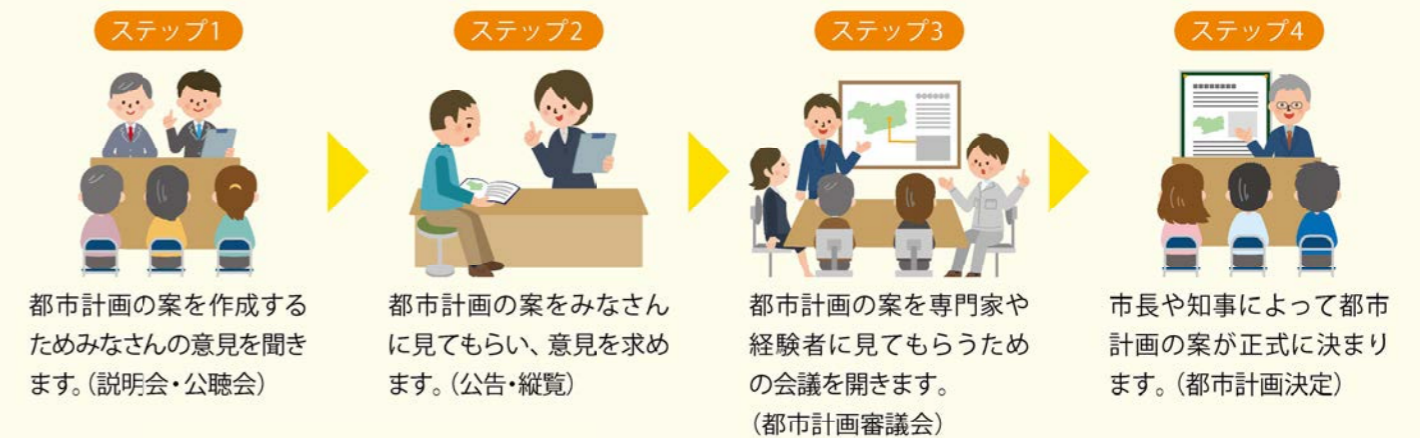 ステップ1
都市計画の案を作成する
ためみなさんの意見を聞き
ます。(説明会・公聴会)
ステップ2
都市計画の案をみなさん
に見てもらい、意見を求め
ます。(公告・縦覧)
ステップ3
都市計画の案を専門家や
経験者に見てもらうため
の会議を開きます。
(都市計画審議会)
ステップ4
市長や知事によって都市
計画の案が正式に決まり
ます。(都市計画決定)